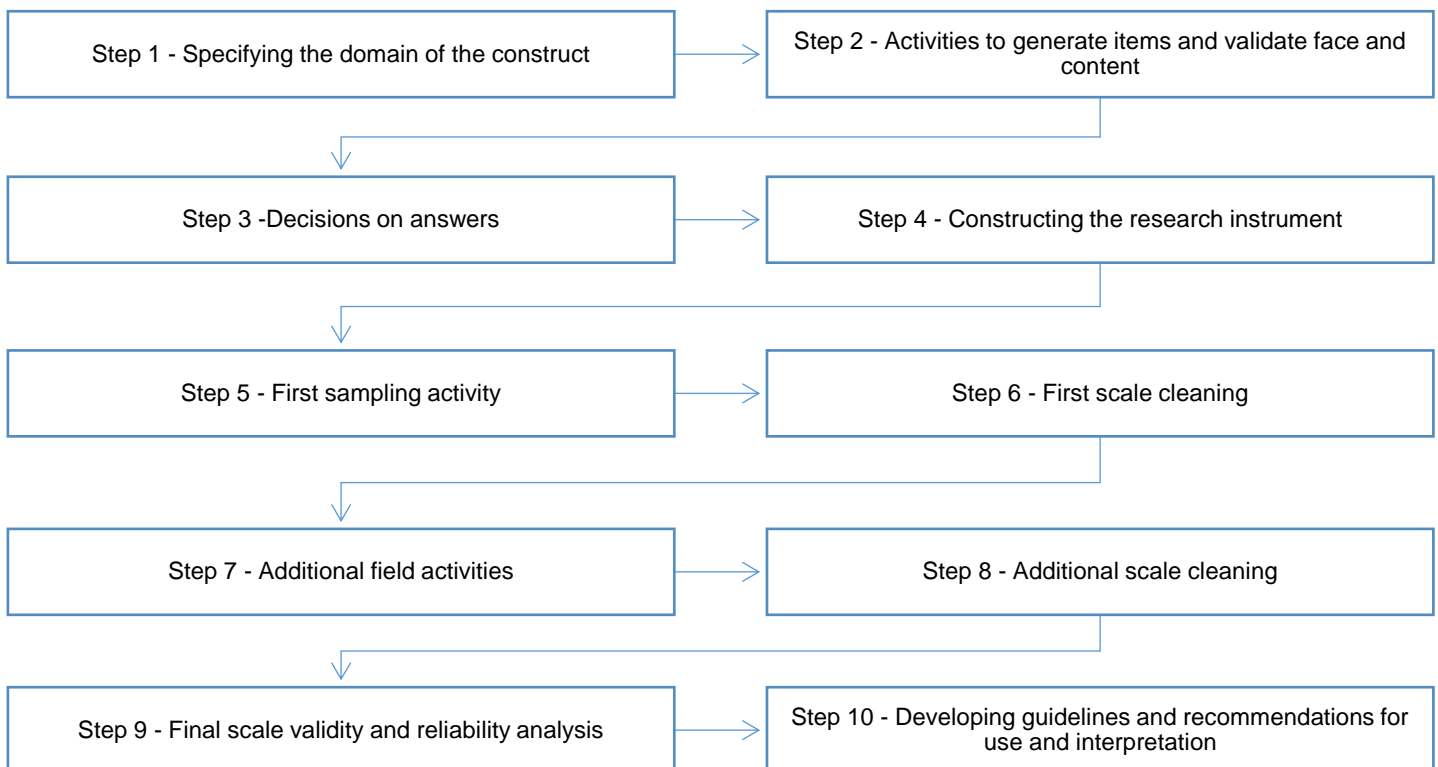 Step 1 - Specifying the domain of the construct
Step 2 - Activities to generate items and validate face and
content
Step 3 -Decisions on answers
Step 4 - Constructing the research instrument
Step 5 - First sampling activity
Step 6 - First scale cleaning
Step 7 - Additional field activities
Step 8 - Additional scale cleaning
Step 9 - Final scale validity and reliability analysis
Step 10 - Developing guidelines and recommendations for
use and interpretation